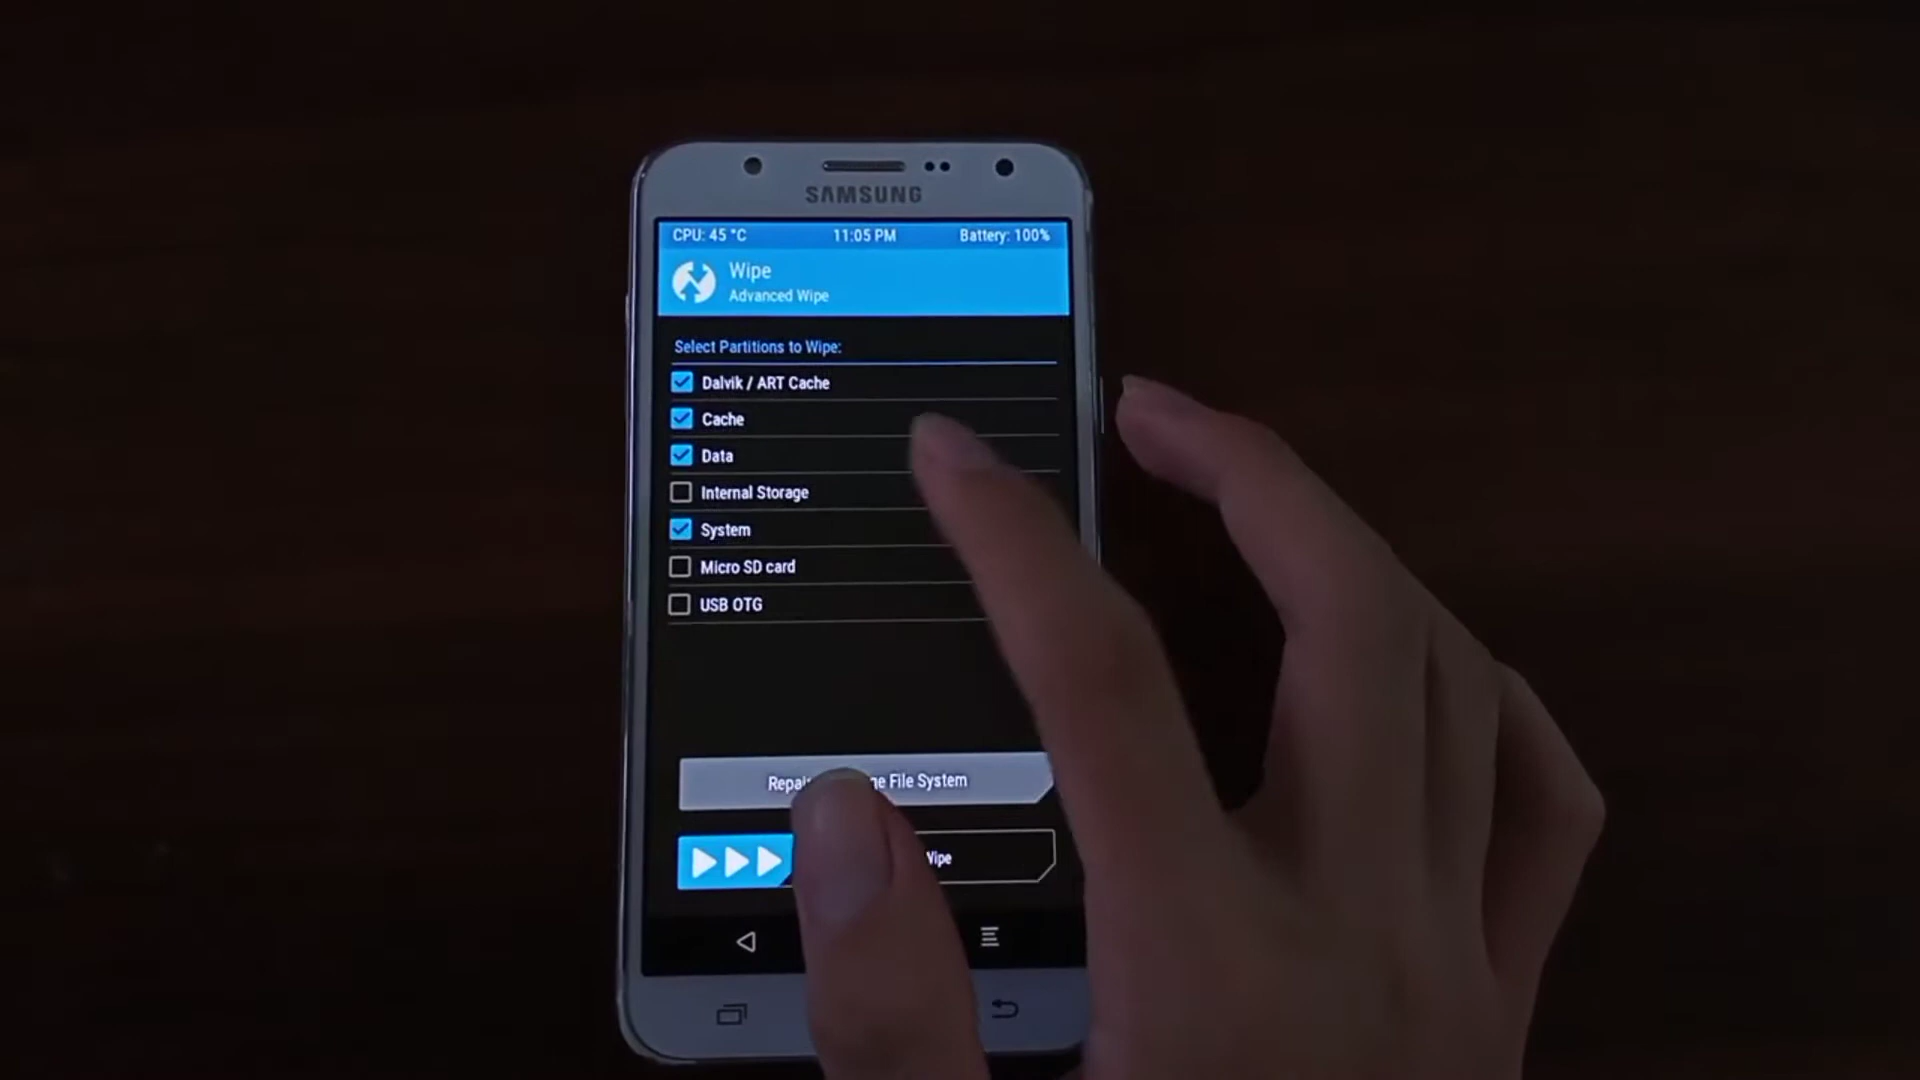 SAMSUNG
CPU: 45 °C 11:05 PM Battery: 100%
Wipe
Advanced Wipe
Select Partitions to Wipe:
Dalvik / ART Cache
Cache
Data
Internal Storage
System
Micro SD card
USB OTG
File System
Wipe